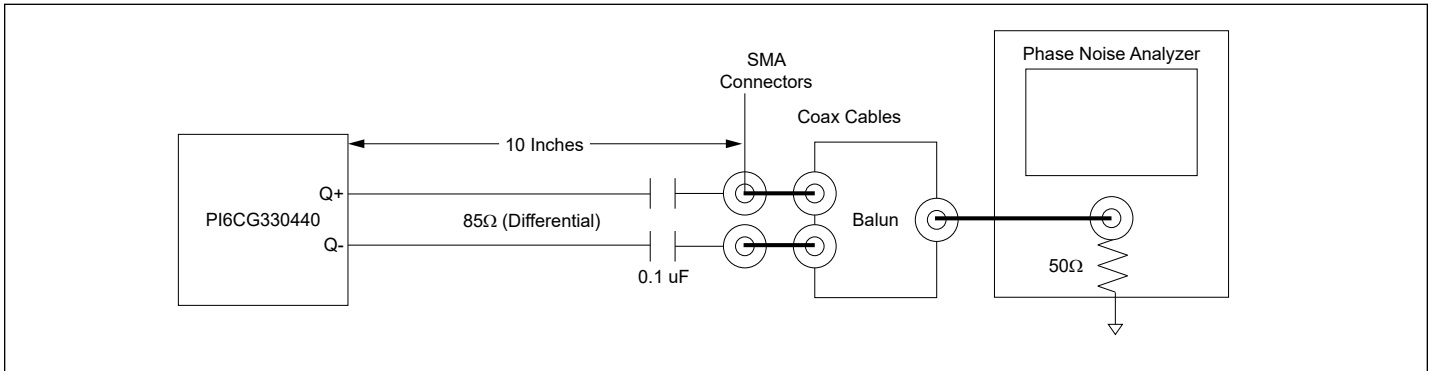 Phase Noise Analyzer
SMA
Connectors
Coax Cables
10 Inches
Q+
PI6CG330440
85Ω (Differential)
Balun
Q-
0.1 uF
50Ω